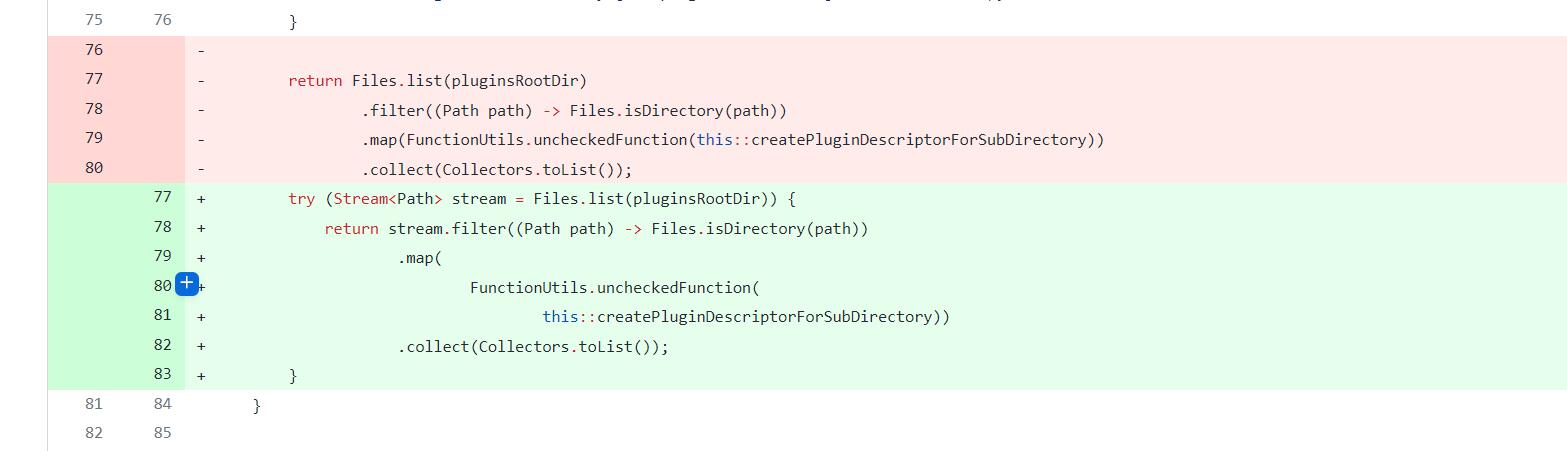 75 76 }
76 -
77 - return Files.list(pluginsRootDir)
78 - .filter((Path path) -> Files.isDirectory(path))
79 - .map(FunctionUtils.uncheckedFunction(this::createPluginDescriptorForSubDirectory))
80 - .collect(Collectors.toList());
77 + try (Stream<Path> stream = Files.list(pluginsRootDir)) {
78 + return stream.filter((Path path) -> Files.isDirectory(path))
79 + .map(
80 + FunctionUtils.uncheckedFunction(
81 + this::createPluginDescriptorForSubDirectory))
82 + .collect(Collectors.toList());
83 + }
81 84 }
82 85